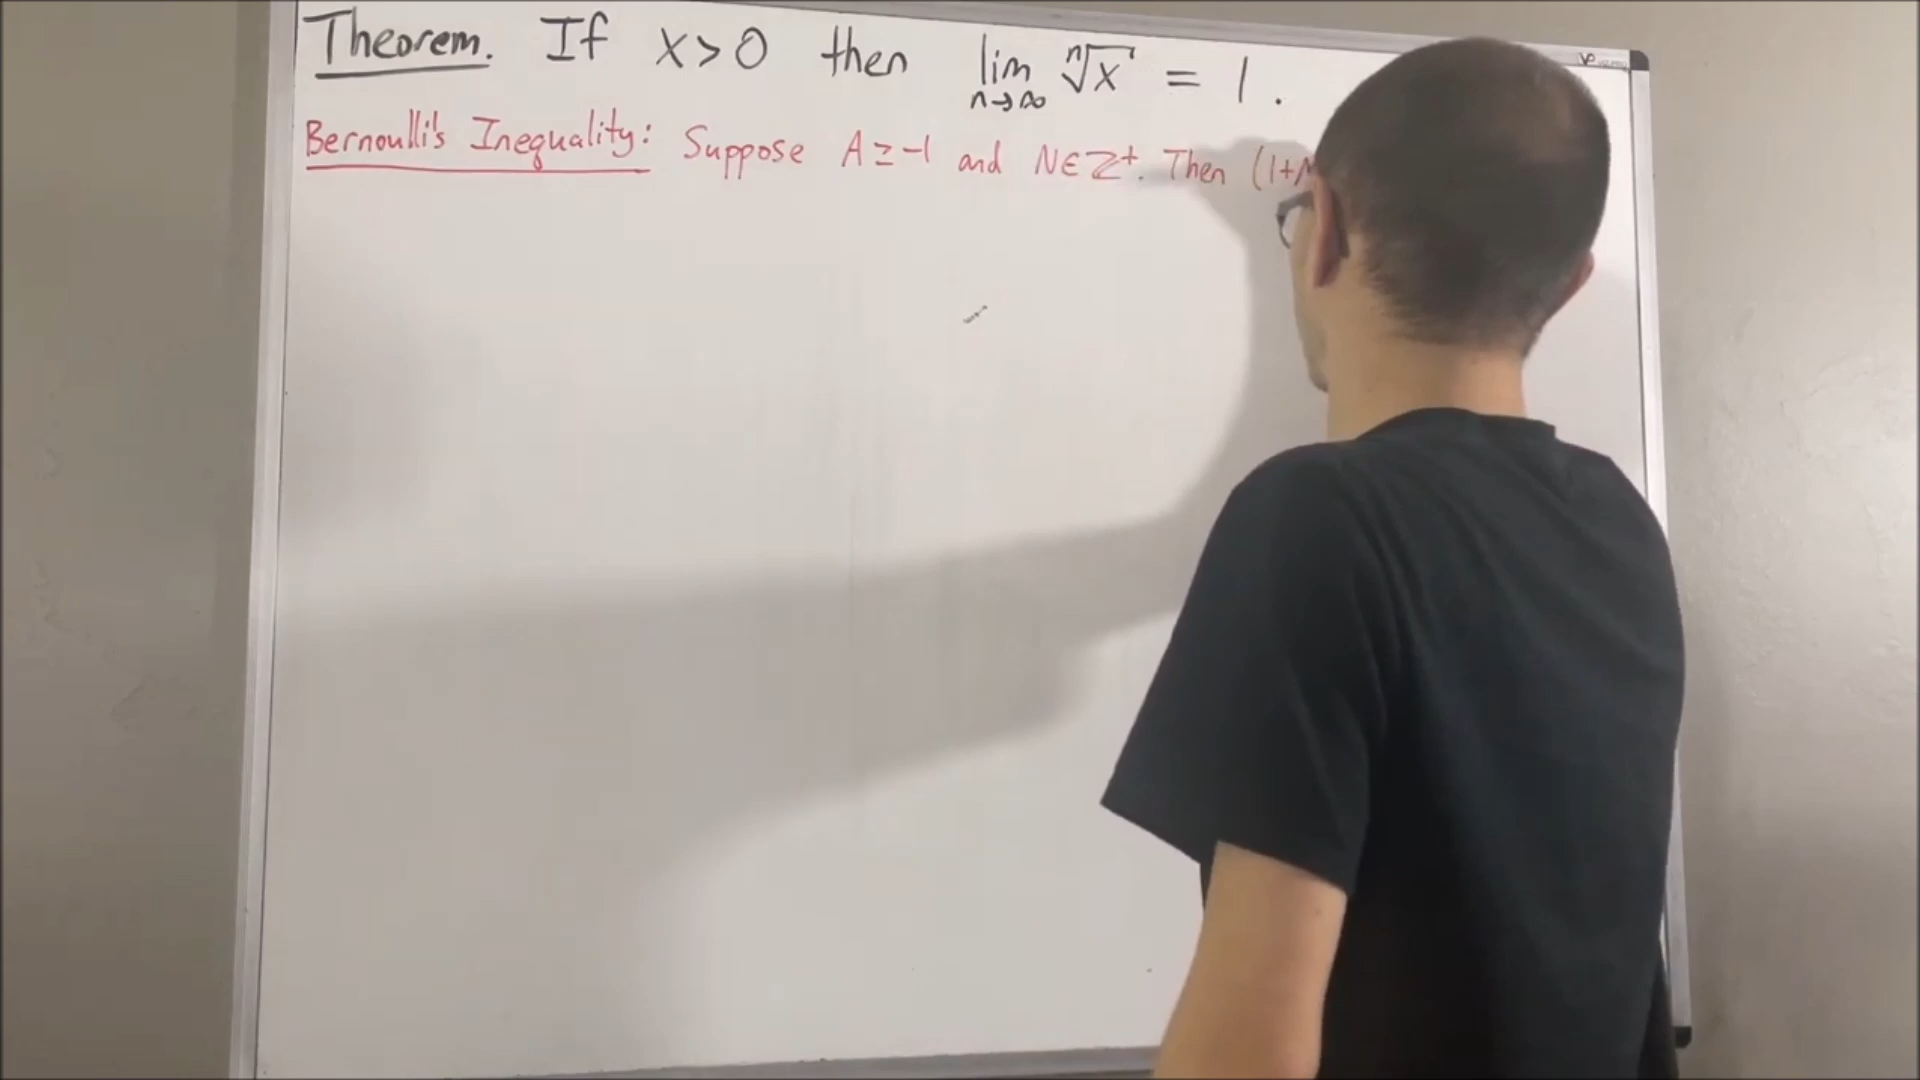 Theorem. If x > 0 then lim n→∞ ⁿ√x = 1.
Bernoulli's Inequality: Suppose A ≥ -1 and N ∈ ℤ⁺. Then (1+